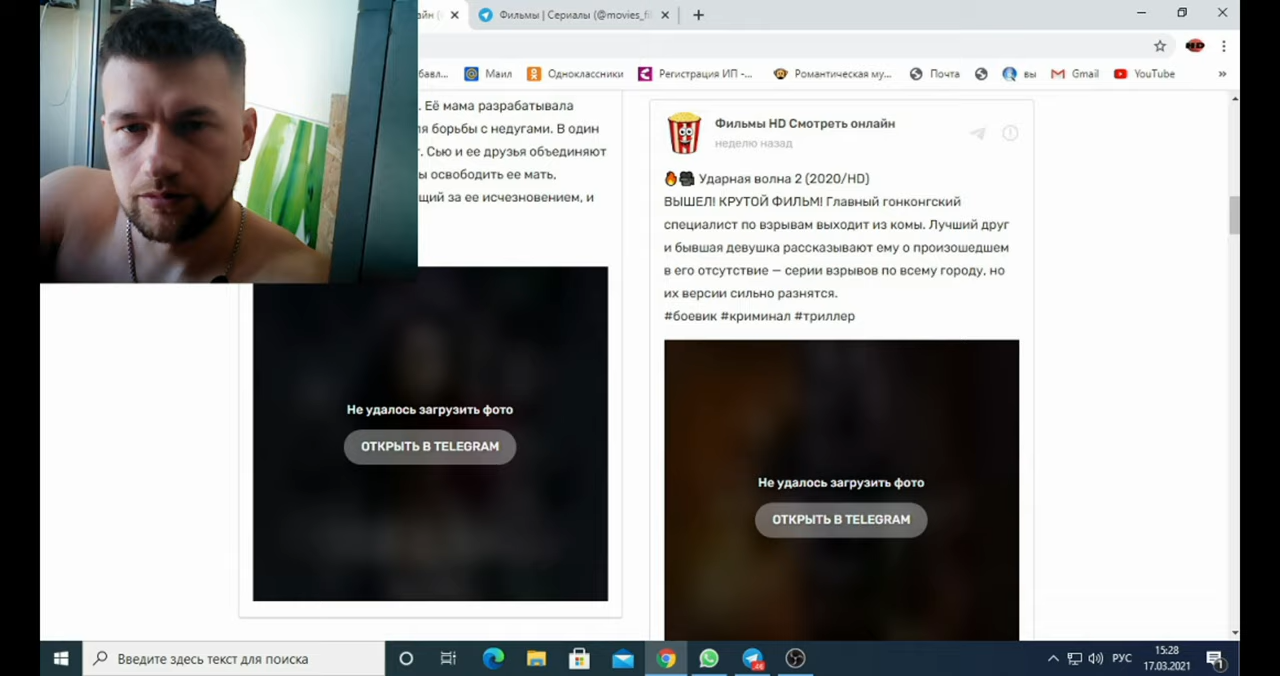 айн (
Фильмы | Сериалы (@movies_fi
бавл...
Маил
Одноклассники
Регистрация ИП -...
Романтическая му...
Почта
вы
Gmail
YouTube
»
. Её мама разрабатывала
ля борьбы с недугами. В один
. Сью и ее друзья объединяют
ы освободить ее мать,
щий за ее исчезновением, и
Не удалось загрузить фото
ОТКРЫТЬ В TELEGRAM
Фильмы HD Смотреть онлайн
неделю назад
Ударная волна 2 (2020/HD)
ВЫШЕЛ! КРУТОЙ ФИЛЬМ! Главный гонконгский
специалист по взрывам выходит из комы. Лучший друг
и бывшая девушка рассказывают ему о произошедшем
в его отсутствие — серии взрывов по всему городу, но
их версии сильно разнятся.
#боевик #криминал #триллер
Не удалось загрузить фото
ОТКРЫТЬ В TELEGRAM
Введите здесь текст для поиска
РУС
15:28
17.03.2021
1